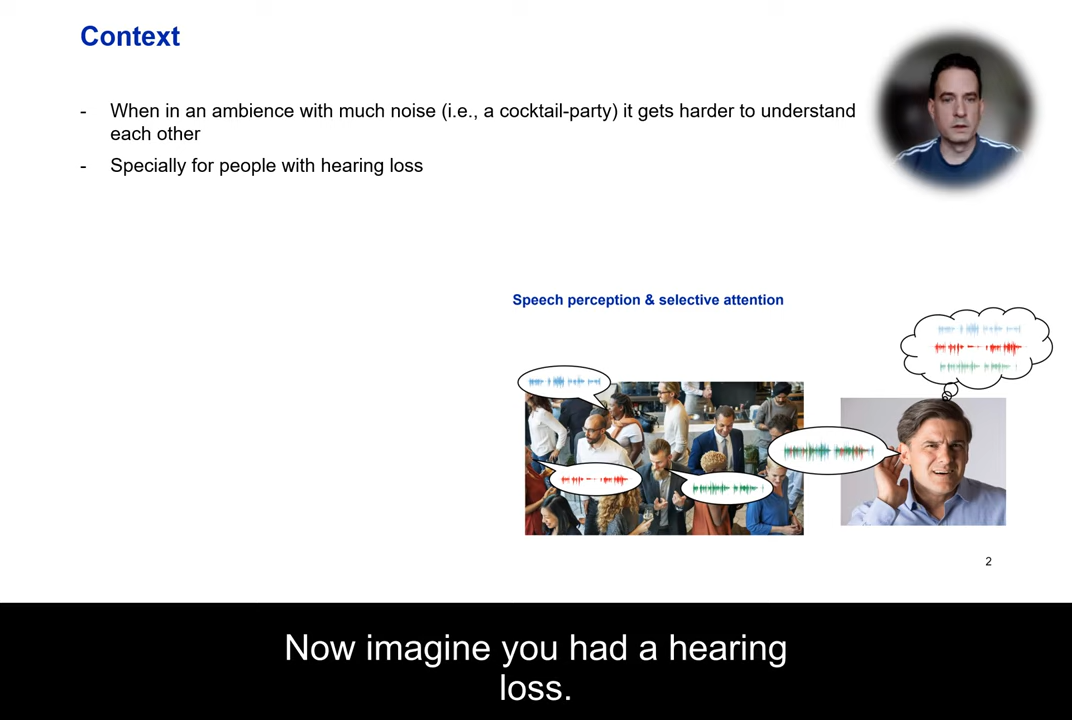 Context
- When in an ambience with much noise (i.e., a cocktail-party) it gets harder to understand
each other
- Specially for people with hearing loss
Speech perception & selective attention
2
Now imagine you had a hearing
loss.